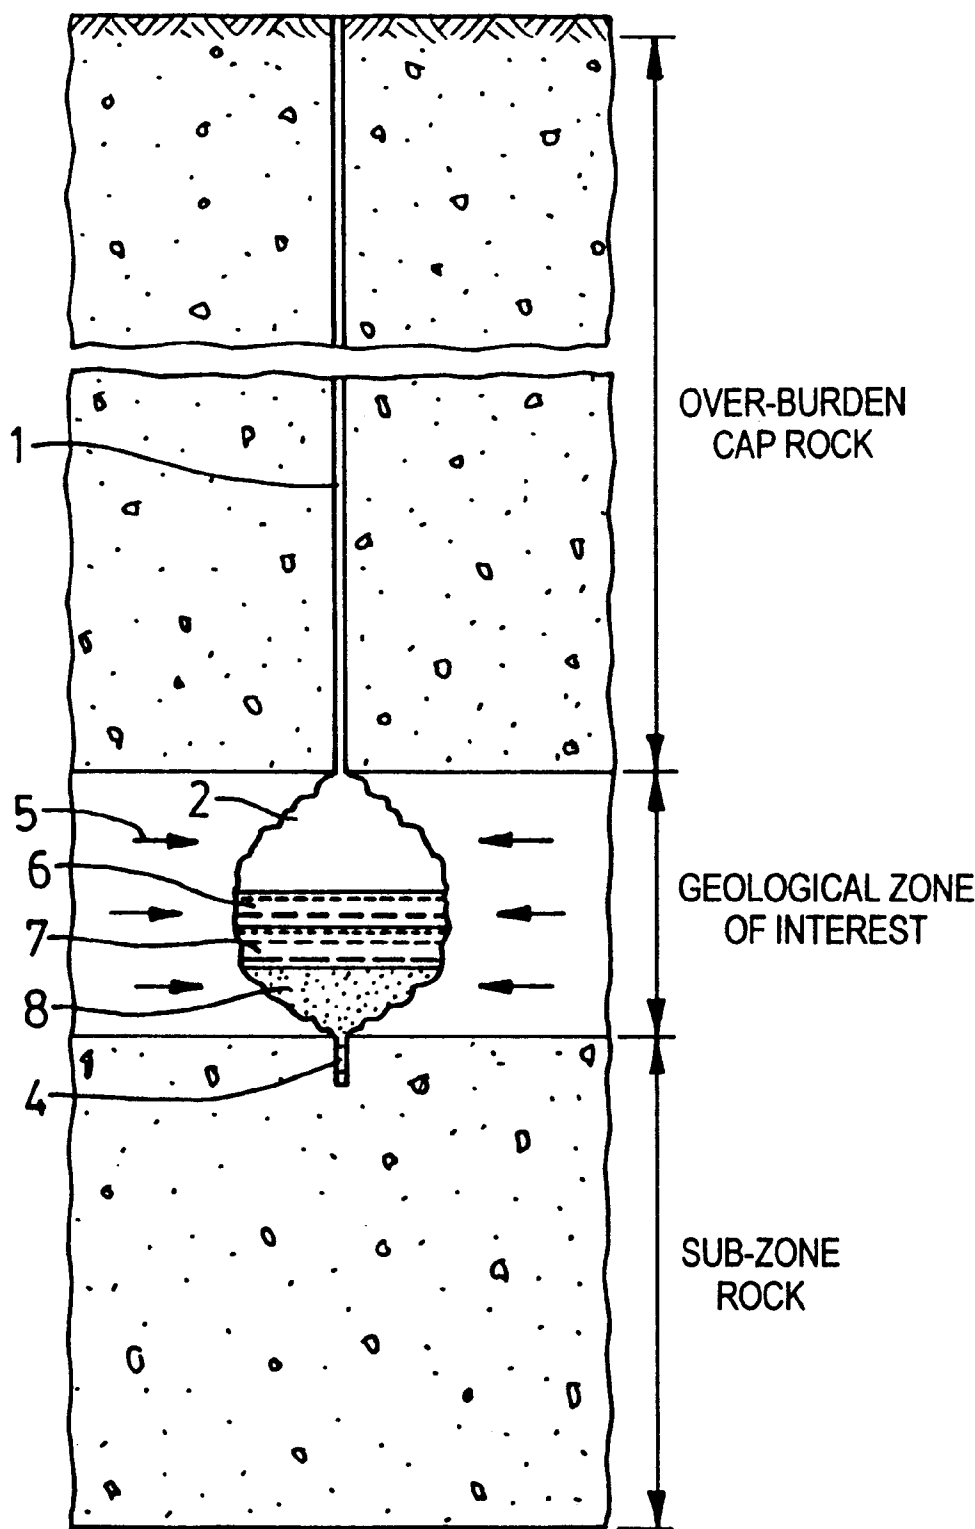 OVER-BURDEN
CAP ROCK
1
2
5
6
GEOLOGICAL ZONE
OF INTEREST
7
8
4
SUB-ZONE
ROCK